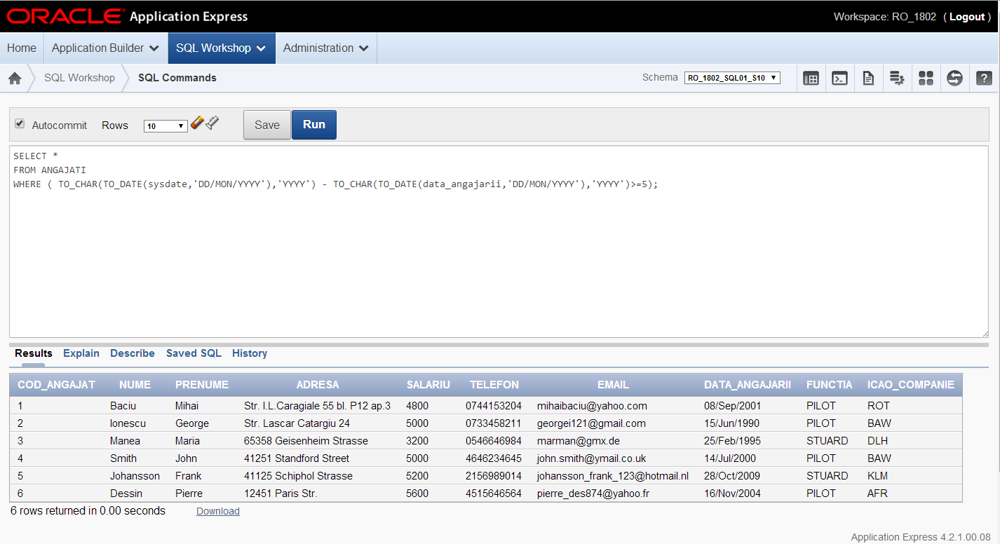 ORACLE Application Express
Workspace: RO_1802 ( Logout )
Home Application Builder SQL Workshop Administration
SQL Workshop SQL Commands
Schema RO_1802_SQL01_S10
Autocommit Rows 10 Save Run
SELECT *
FROM ANGAJATI
WHERE ( TO_CHAR(TO_DATE(sysdate,'DD/MON/YYYY'),'YYYY') - TO_CHAR(TO_DATE(data_angajarii,'DD/MON/YYYY'),'YYYY')>=5);
Results Explain Describe Saved SQL History
COD_ANGAJAT NUME PRENUME ADRESA SALARIU TELEFON EMAIL DATA_ANGAJARII FUNCTIA ICAO_COMPANIE
1 Baciu Mihai Str. I.L.Caragiale 55 bl. P12 ap.3 4800 0744153204 mihaibaciu@yahoo.com 08/Sep/2001 PILOT ROT
2 Ionescu George Str. Lascar Catargiu 24 5000 0733458211 georgei121@gmail.com 15/Jun/1990 PILOT BAW
3 Manea Maria 65358 Geisenheim Strasse 3200 0546646984 marman@gmx.de 25/Feb/1995 STUARD DLH
4 Smith John 41251 Standford Street 5000 4646234645 john.smith@ymail.co.uk 14/Jul/2000 PILOT BAW
5 Johansson Frank 41125 Schiphol Strasse 5200 2156989014 johansson_frank_123@hotmail.nl 28/Oct/2009 STUARD KLM
6 Dessin Pierre 12451 Paris Str. 5600 4515646564 pierre_des874@yahoo.fr 16/Nov/2004 PILOT AFR
6 rows returned in 0.00 seconds Download
Application Express 4.2.1.00.08